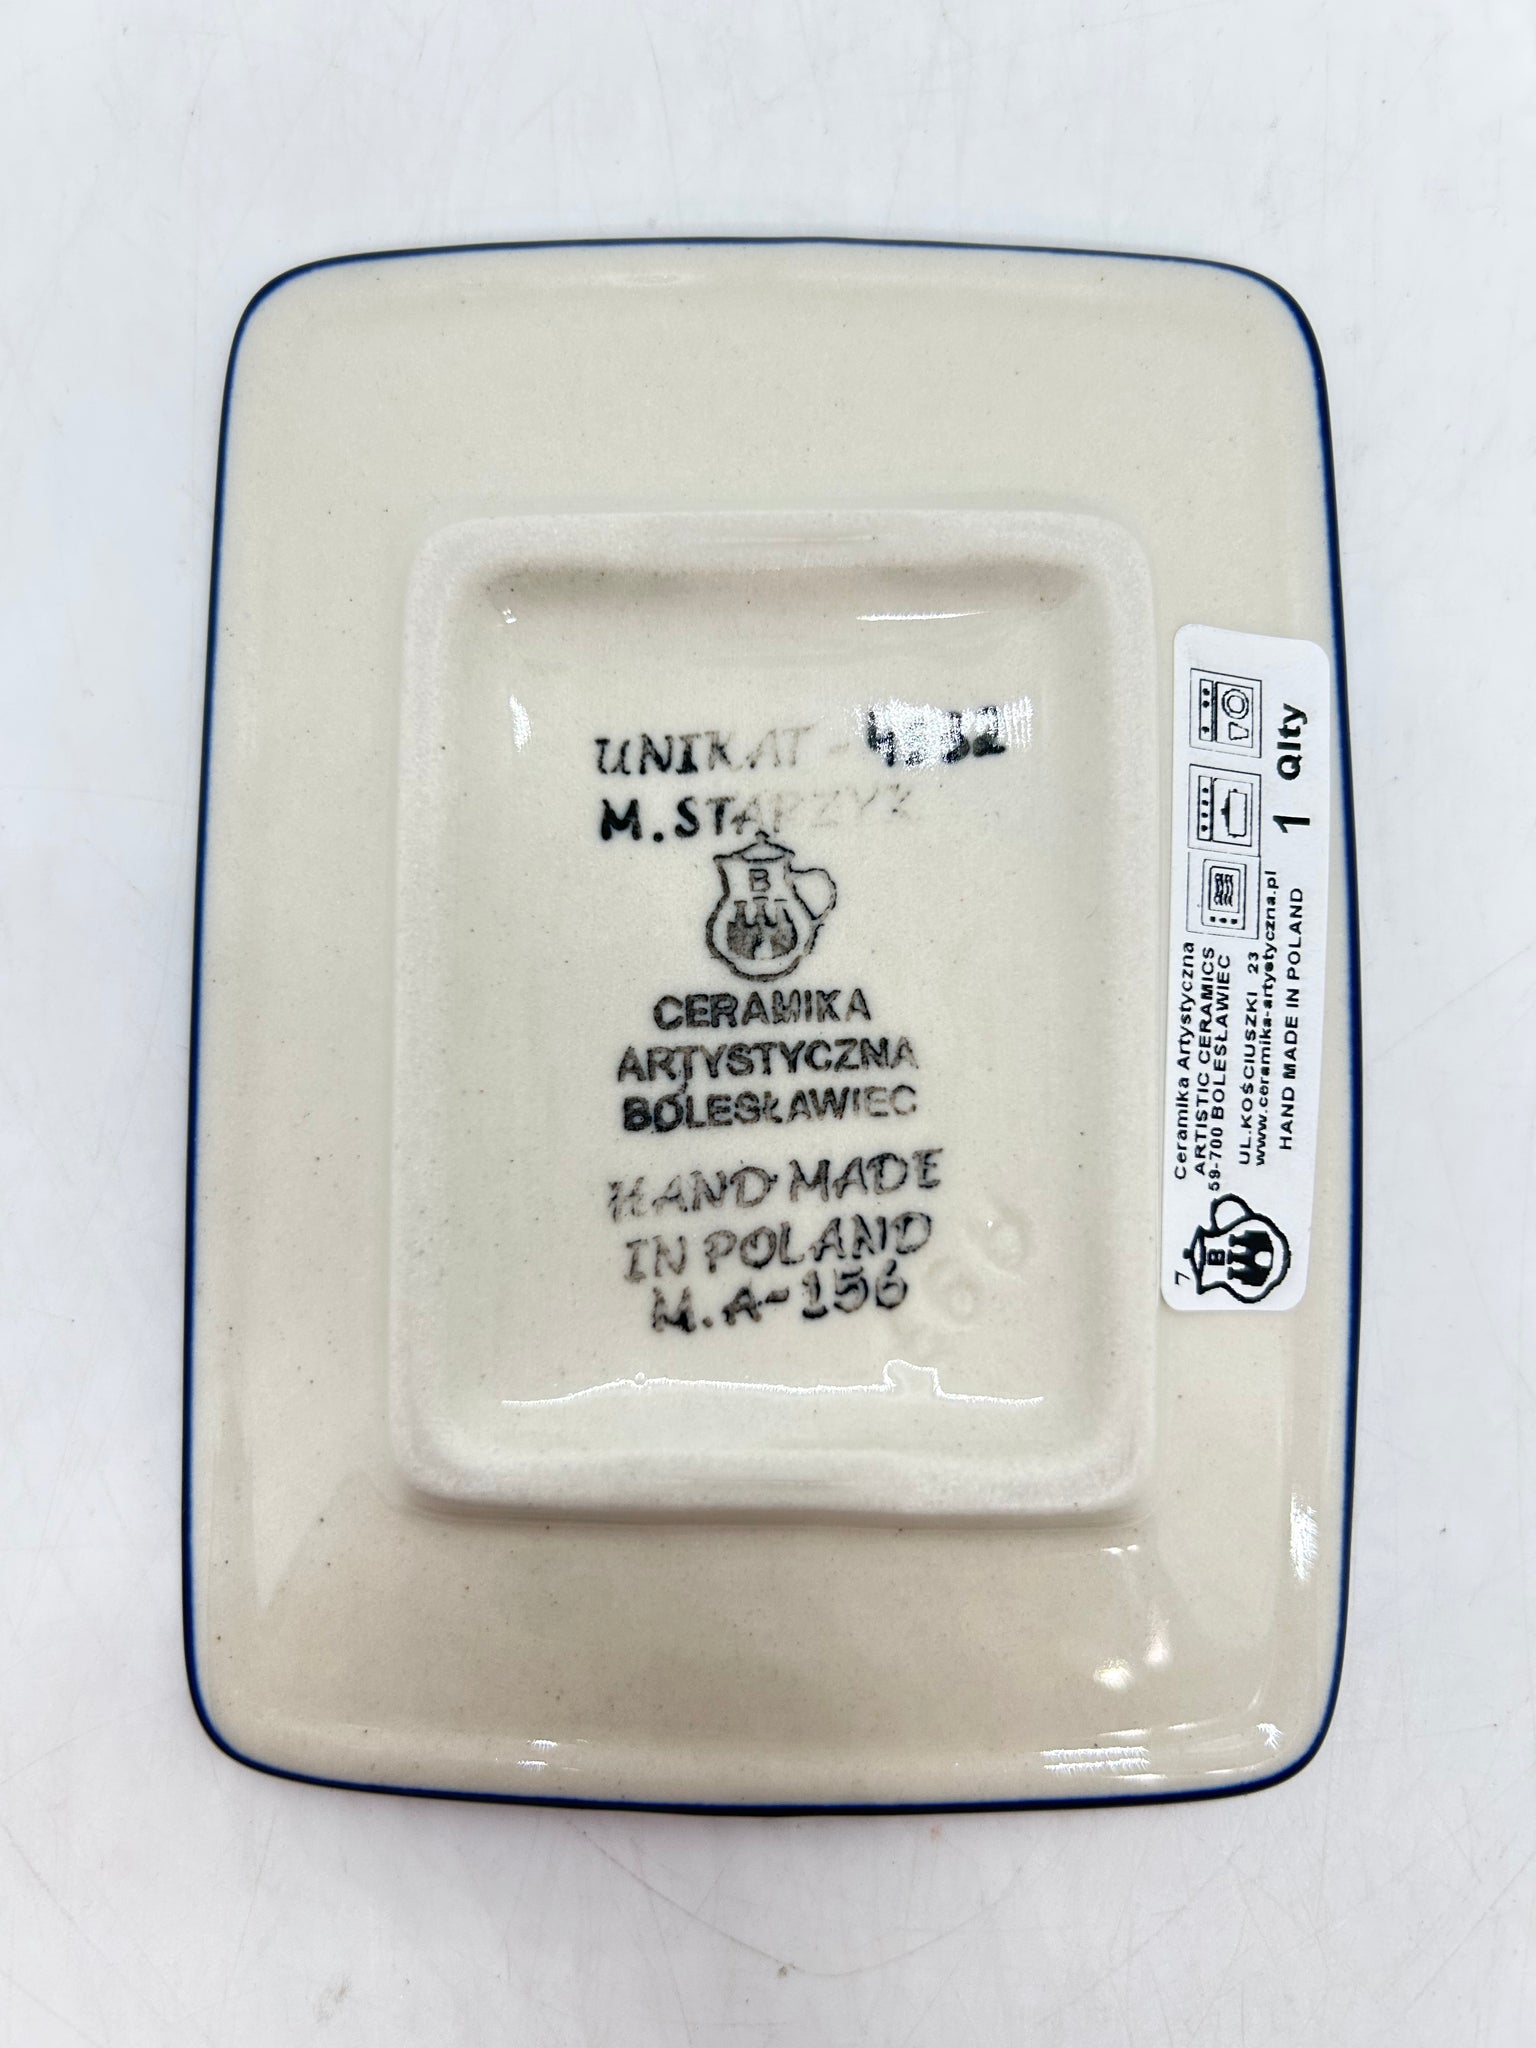 UNIKAT -
M. STARZYK
B
CERAMIKA
ARTYSTYCZNA
BOLESŁAWIEC
HAND MADE
IN POLAND
M.A-156
7
B
Ceramika Artystyczna
ARTISTIC CERAMICS
59-700 BOLESŁAWIEC
UL.KOŚCIUSZKI 23
www.ceramika-artystyczna.pl
HAND MADE IN POLAND
1 Qlty